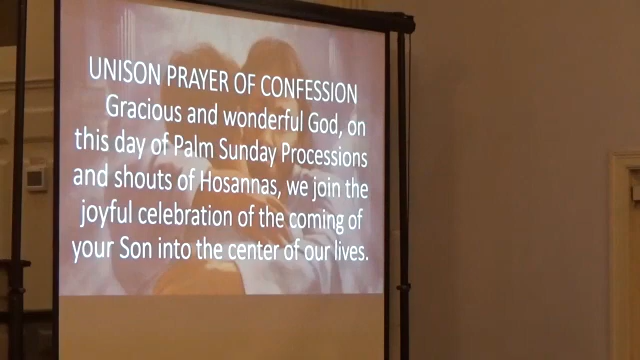 UNISON PRAYER OF CONFESSION
Gracious and wonderful God, on
this day of Palm Sunday Processions
and shouts of Hosannas, we join the
joyful celebration of the coming of
your Son into the center of our lives.